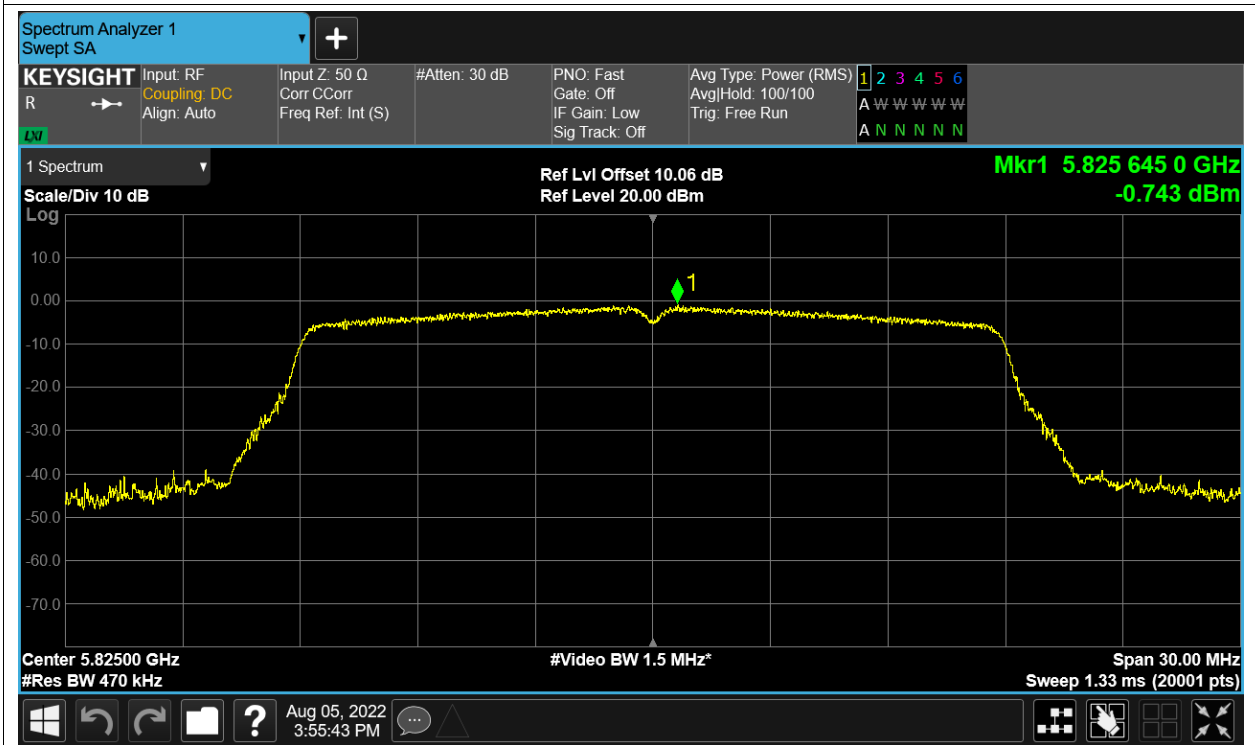 Spectrum Analyzer 1
Swept SA
KEYSIGHT
R
LXI
Input: RF
Coupling: DC
Align: Auto
Input Z: 50 Ω
Corr CCorr
Freq Ref: Int (S)
#Atten: 30 dB
PNO: Fast
Gate: Off
IF Gain: Low
Sig Track: Off
Avg Type: Power (RMS)
Avg|Hold: 100/100
Trig: Free Run
1 2 3 4 5 6
A W W W W W
A N N N N N
1 Spectrum
Scale/Div 10 dB
Log
Ref Lvl Offset 10.06 dB
Ref Level 20.00 dBm
Mkr1 5.825 645 0 GHz
-0.743 dBm
1
10.0
0.00
-10.0
-20.0
-30.0
-40.0
-50.0
-60.0
-70.0
Center 5.82500 GHz
#Res BW 470 kHz
#Video BW 1.5 MHz*
Span 30.00 MHz
Sweep 1.33 ms (20001 pts)
?
Aug 05, 2022
3:55:43 PM